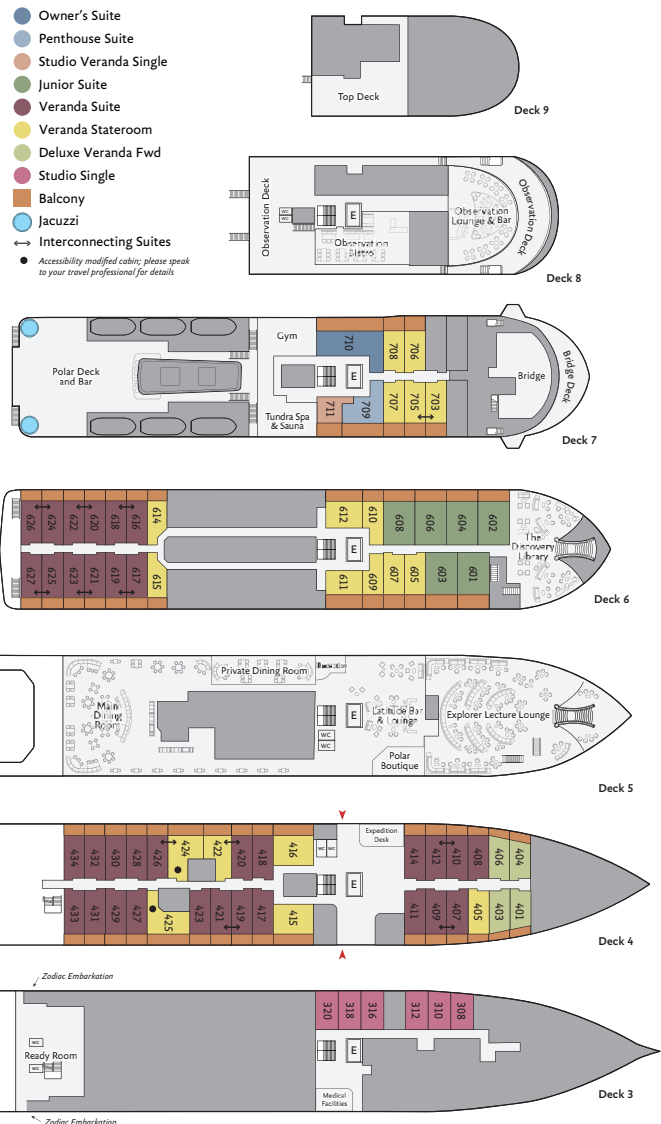 Owner's Suite
Penthouse Suite
Studio Veranda Single
Junior Suite
Veranda Suite
Veranda Stateroom
Deluxe Veranda Fwd
Studio Single
Balcony
Jacuzzi
Interconnecting Suites
Accessibility modified cabin; please speak
to your travel professional for details
Top Deck
Deck 9
Observation Deck
WC
WC
E
Observation
Bistro
Observation
Lounge & Bar
Observation Deck
Deck 8
Polar Deck
and Bar
Gym
Tundra Spa
& Sauna
710
708
706
E
711
709
707
705
703
Bridge
Bridge Deck
Deck 7
626
624
622
620
618
616
614
612
610
608
606
604
602
E
627
625
623
621
619
617
615
611
609
607
605
603
601
The
Discovery
Library
Deck 6
Main
Dining
Room
Private Dining Room
Reception
E
WC
WC
Latitude Bar
& Lounge
Polar
Boutique
Explorer Lecture Lounge
Deck 5
434
432
430
428
426
424
422
420
418
416
WC
WC
Expedition
Desk
414
412
410
408
406
404
E
433
431
429
427
425
423
421
419
417
415
411
409
407
405
403
401
Deck 4
Zodiac Embarkation
WC
Ready Room
WC
320
318
316
312
310
308
E
Medical
Facilities
Deck 3
Zodiac Embarkation